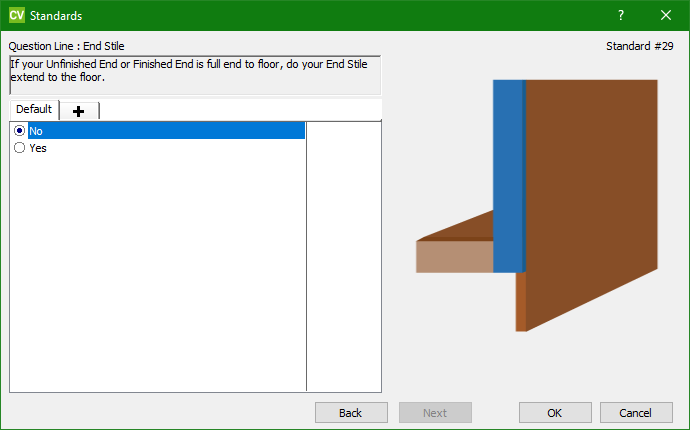 CV Standards ?
Question Line : End Stile Standard #29
If your Unfinished End or Finished End is full end to floor, do your End Stile
extend to the floor.
Default
No
Yes
Back Next OK Cancel